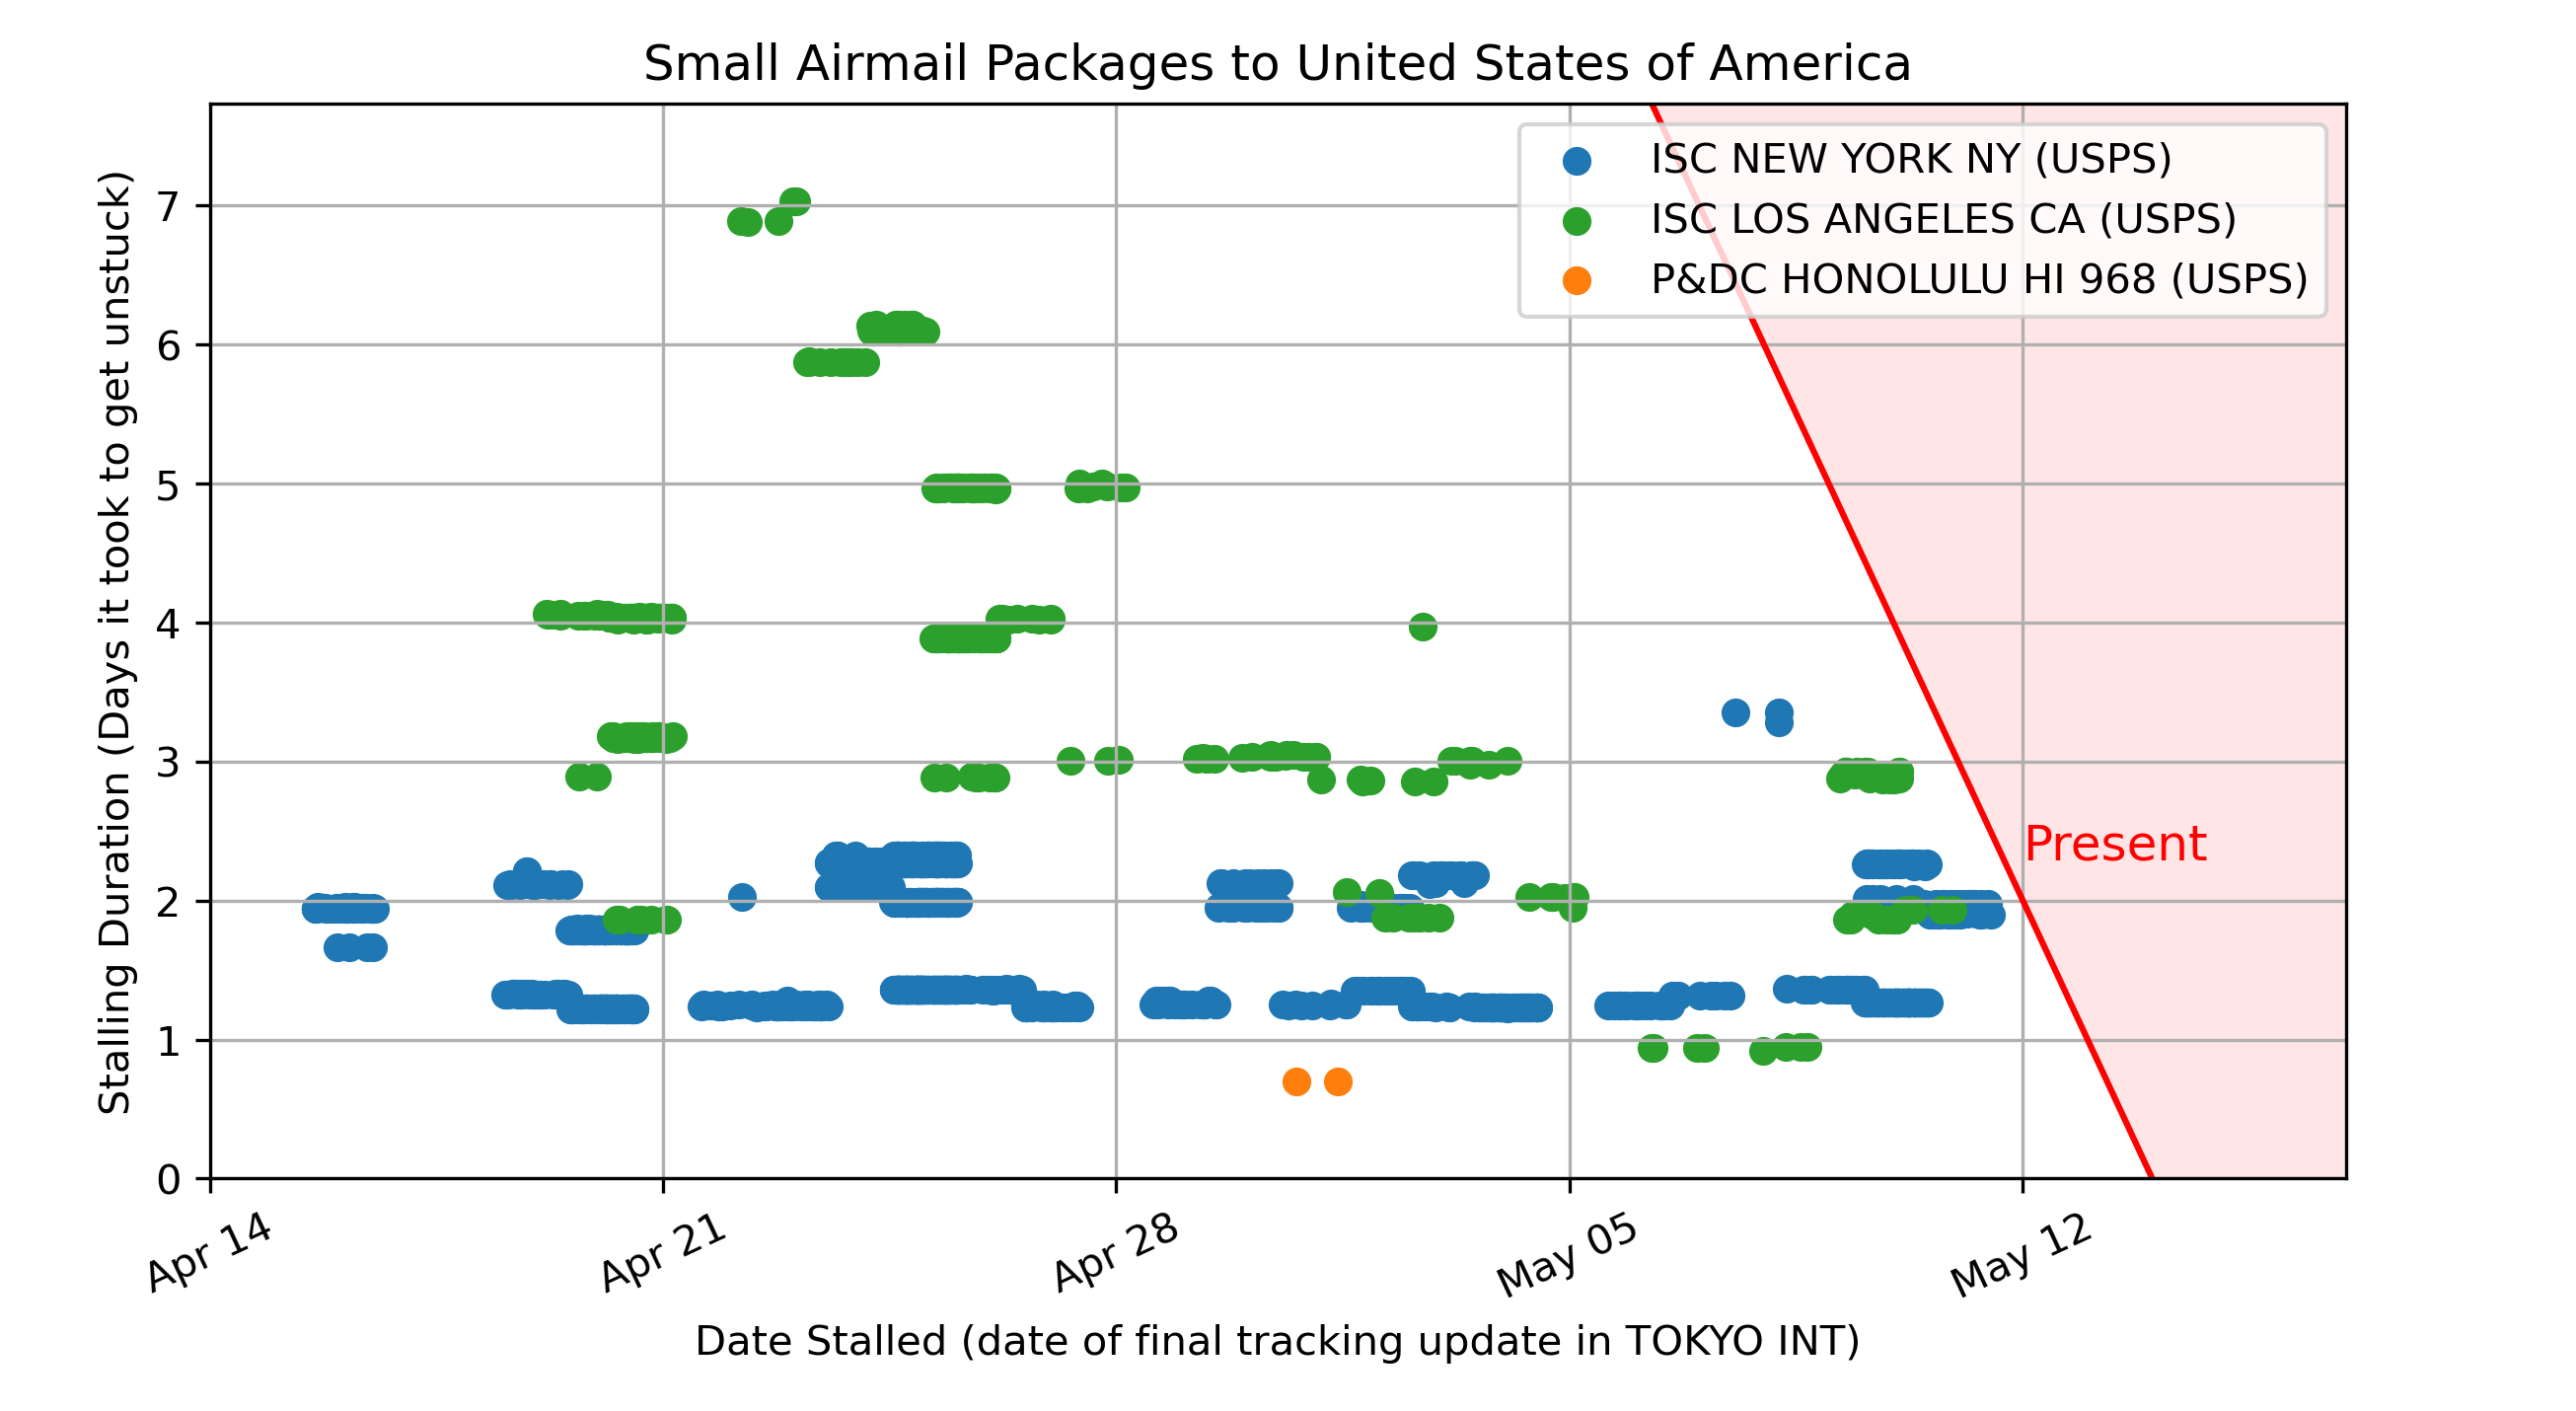 Small Airmail Packages to United States of America
Stalling Duration (Days it took to get unstuck)
7
6
5
4
3
2
1
0
ISC NEW YORK NY (USPS)
ISC LOS ANGELES CA (USPS)
P&DC HONOLULU HI 968 (USPS)
Present
Apr 14
Apr 21
Apr 28
May 05
May 12
Date Stalled (date of final tracking update in TOKYO INT)